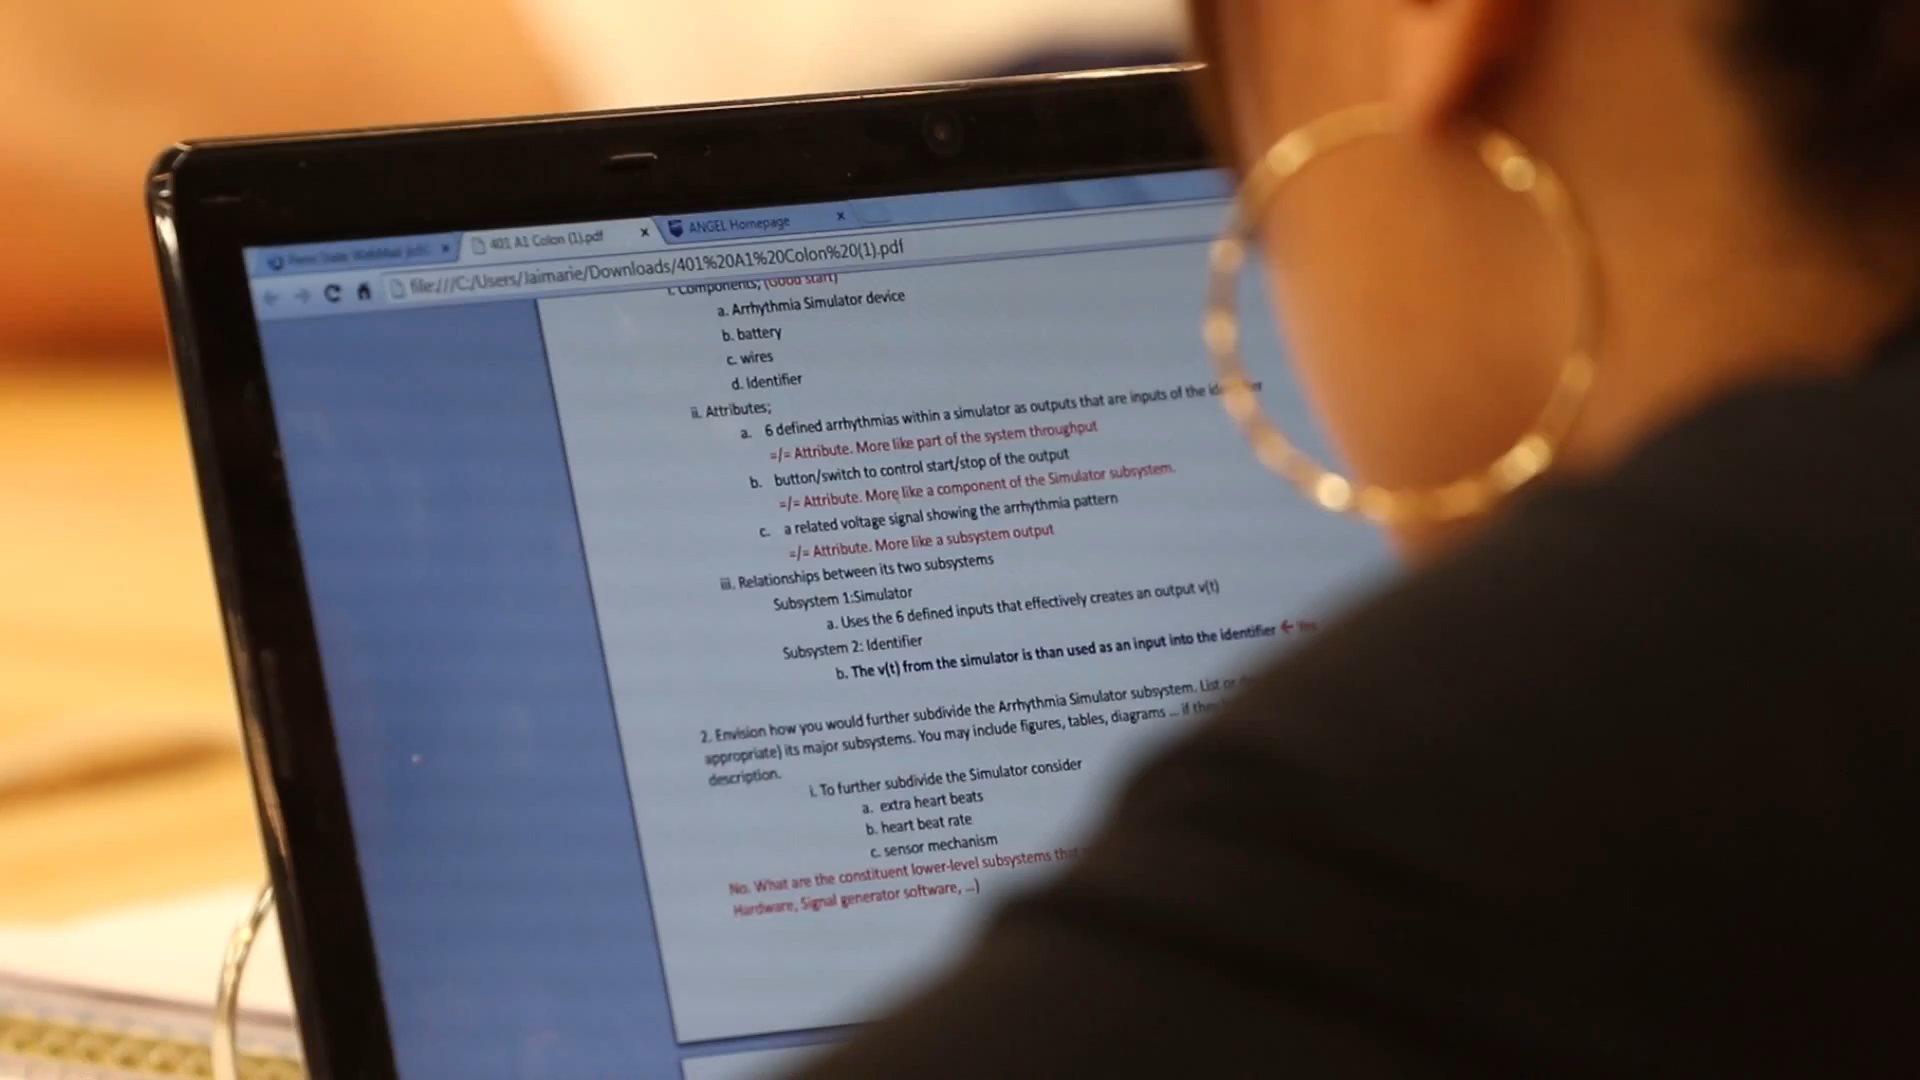 401 A1 Colon (1).pdf
ANGEL Homepage
file:///C:/Users/Jaimarie/Downloads/401%20A1%20Colon%20(1).pdf
i. Components; (Good start)
a. Arrhythmia Simulator device
b. battery
c. wires
d. Identifier
ii. Attributes;
a. 6 defined arrhythmias within a simulator as outputs that are inputs of the
=/= Attribute. More like part of the system throughput
b. button/switch to control start/stop of the output
=/= Attribute. More like a component of the Simulator subsystem.
c. a related voltage signal showing the arrhythmia pattern
=/= Attribute. More like a subsystem output
iii. Relationships between its two subsystems
Subsystem 1:Simulator
a. Uses the 6 defined inputs that effectively creates an output v(t)
Subsystem 2: Identifier
b. The v(t) from the simulator is than used as an input into the identifier ← Yes
2. Envision how you would further subdivide the Arrhythmia Simulator subsystem. List or
appropriate) its major subsystems. You may include figures, tables, diagrams ... if they
description.
i. To further subdivide the Simulator consider
a. extra heart beats
b. heart beat rate
c. sensor mechanism
No. What are the constituent lower-level subsystems
Hardware, Signal generator software, ...)